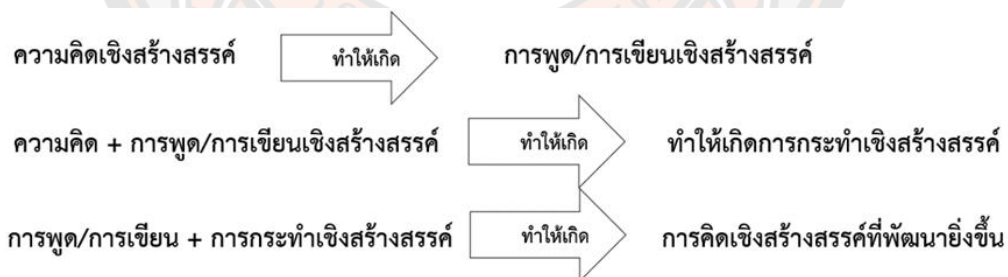 ความคิดเชิงสร้างสรรค์ ทำให้เกิด การพูด/การเขียนเชิงสร้างสรรค์
ความคิด + การพูด/การเขียนเชิงสร้างสรรค์ ทำให้เกิด ทำให้เกิดการกระทำเชิงสร้างสรรค์
การพูด/การเขียน + การกระทำเชิงสร้างสรรค์ ทำให้เกิด การคิดเชิงสร้างสรรค์ที่พัฒนายิ่งขึ้น